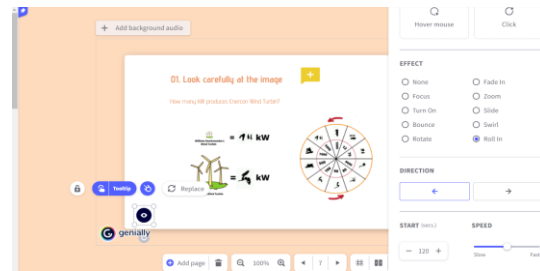 + Add background audio
Hover mouse
Click
EFFECT
None
Fade In
Focus
Zoom
Turn On
Slide
Bounce
Swirl
Rotate
Roll In
DIRECTION
START (secs.)
SPEED
120
Slow
Fast
01. Look carefully at the image
How many kW produces Enercon Wind Turbin?
= kW
= kW
Tooltip
Replace
genially
Add page
100%
7